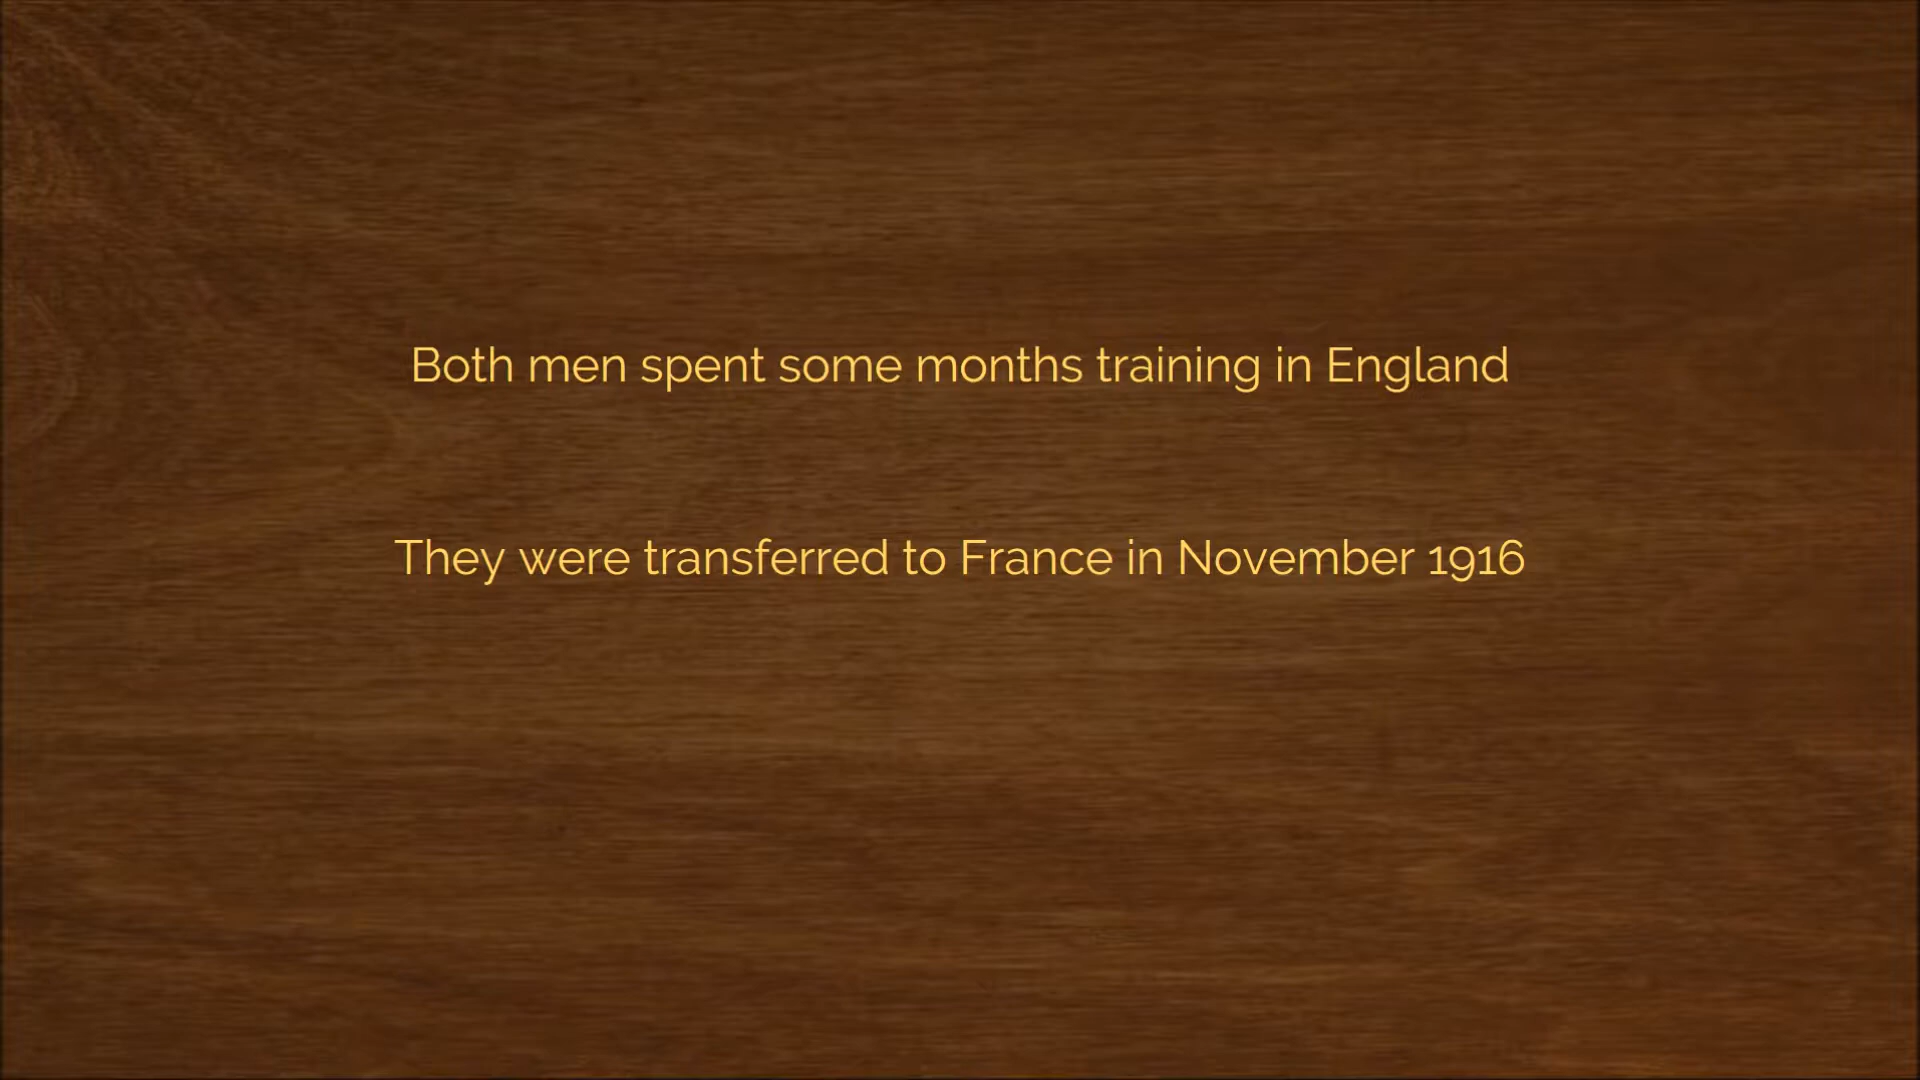 Both men spent some months training in England
They were transferred to France in November 1916